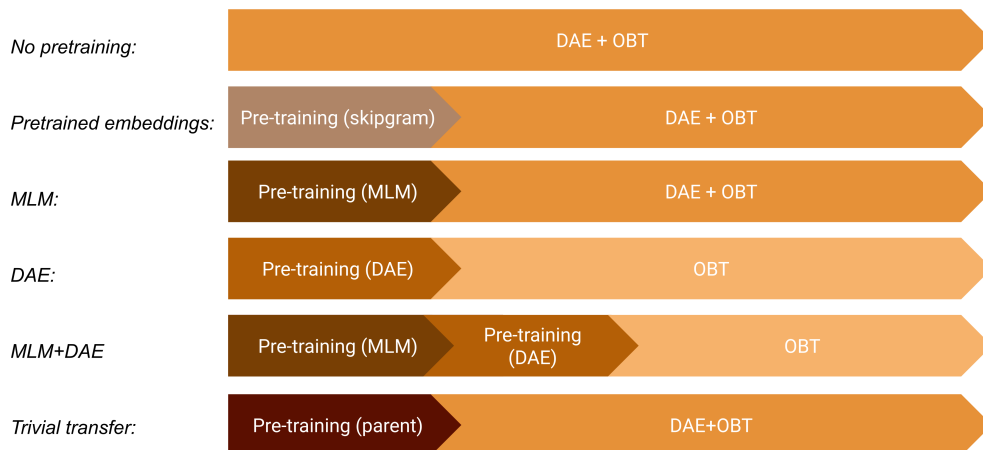 No pretraining:
DAE + OBT
Pretrained embeddings:
Pre-training (skipgram)
DAE + OBT
MLM:
Pre-training (MLM)
DAE + OBT
DAE:
Pre-training (DAE)
OBT
MLM+DAE
Pre-training (MLM)
Pre-training
(DAE)
OBT
Trivial transfer:
Pre-training (parent)
DAE+OBT